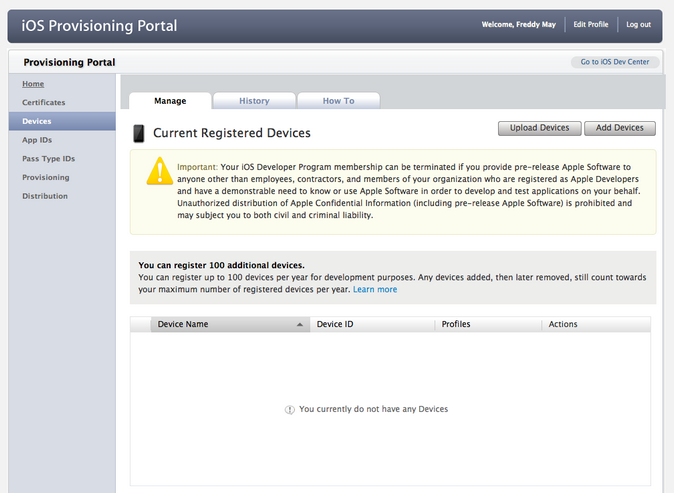 iOS Provisioning Portal
Welcome, Freddy May
Edit Profile
Log out
Provisioning Portal
Go to iOS Dev Center
Home
Certificates
Devices
App IDs
Pass Type IDs
Provisioning
Distribution
Manage
History
How To
Current Registered Devices
Upload Devices
Add Devices
Important: Your iOS Developer Program membership can be terminated if you provide pre-release Apple Software to
anyone other than employees, contractors, and members of your organization who are registered as Apple Developers
and have a demonstrable need to know or use Apple Software in order to develop and test applications on your behalf.
Unauthorized distribution of Apple Confidential Information (including pre-release Apple Software) is prohibited and
may subject you to both civil and criminal liability.
You can register 100 additional devices.
You can register up to 100 devices per year for development purposes. Any devices added, then later removed, still count towards
your maximum number of registered devices per year. Learn more
Device Name
Device ID
Profiles
Actions
You currently do not have any Devices